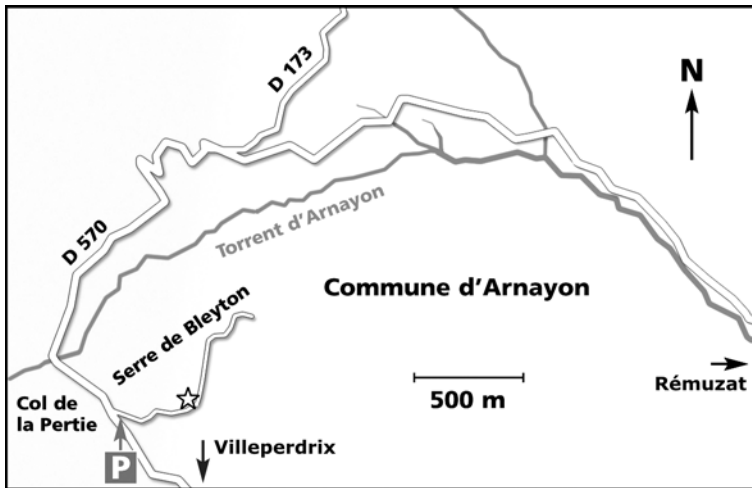 D 173
N
D 570
Torrent d'Arnayon
Commune d'Arnayon
Serre de Bleyton
500 m
Rémuzat
Col de
la Pertie
P
Villeperdrix